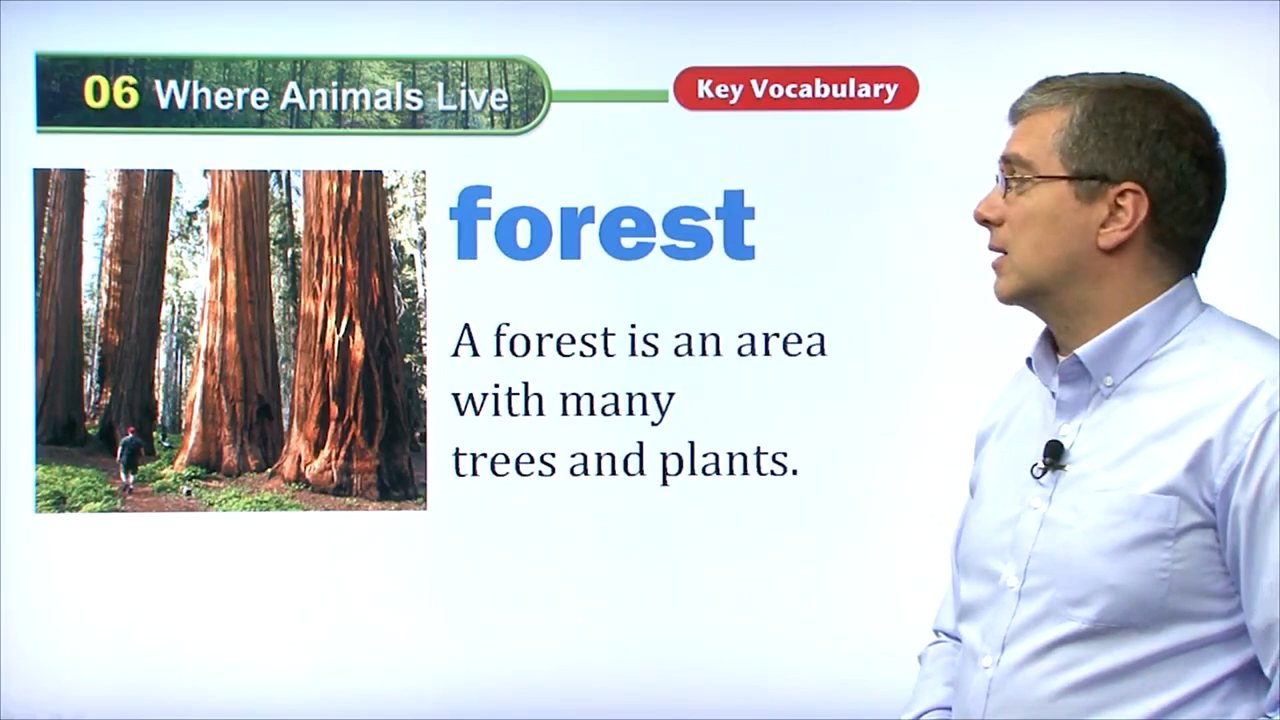 06 Where Animals Live
Key Vocabulary
forest
A forest is an area
with many
trees and plants.